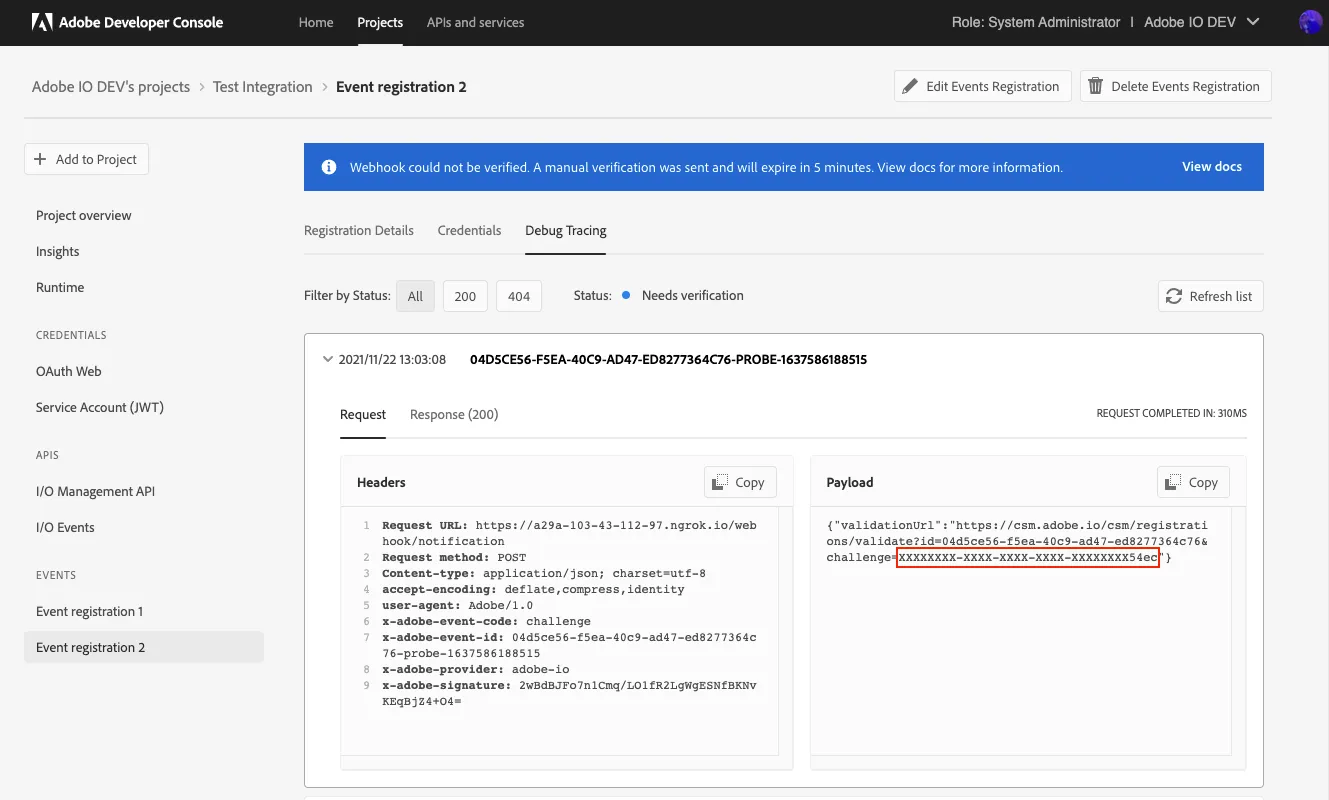 Adobe Developer Console
Home Projects APIs and services
Role: System Administrator | Adobe IO DEV
Adobe IO DEV's projects > Test Integration > Event registration 2
Edit Events Registration
Delete Events Registration
+ Add to Project
Project overview
Insights
Runtime
CREDENTIALS
OAuth Web
Service Account (JWT)
APIS
I/O Management API
I/O Events
EVENTS
Event registration 1
Event registration 2
Webhook could not be verified. A manual verification was sent and will expire in 5 minutes. View docs for more information.
View docs
Registration Details Credentials Debug Tracing
Filter by Status: All 200 404 Status: Needs verification
Refresh list
2021/11/22 13:03:08 04D5CE56-F5EA-40C9-AD47-ED8277364C76-PROBE-1637586188515
Request Response (200)
REQUEST COMPLETED IN: 310MS
Headers
Copy
1 Request URL: https://a29a-103-43-112-97.ngrok.io/web
hook/notification
2 Request method: POST
3 Content-type: application/json; charset=utf-8
4 accept-encoding: deflate,compress,identity
5 user-agent: Adobe/1.0
6 x-adobe-event-code: challenge
7 x-adobe-event-id: 04d5ce56-f5ea-40c9-ad47-ed8277364c
76-probe-1637586188515
8 x-adobe-provider: adobe-io
9 x-adobe-signature: 2wBdBJFo7n1Cmq/LO1fR2LgWgESNfBKNv
KEqBjZ4+O4=
Payload
Copy
{"validationUrl":"https://csm.adobe.io/csm/registrati
ons/validate?id=04d5ce56-f5ea-40c9-ad47-ed8277364c76&
challenge=XXXXXXXX-XXXX-XXXX-XXXX-XXXXXXXX54ec"}